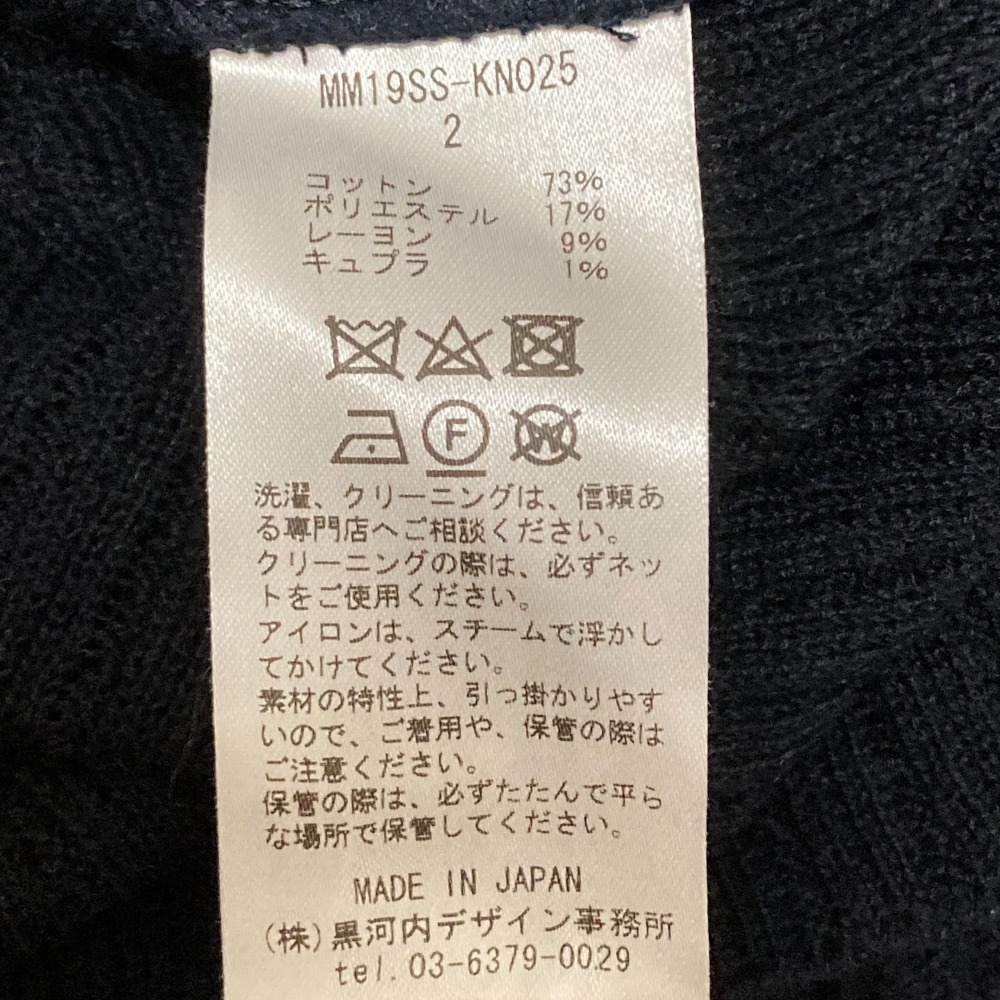 MM19SS-KN025
2
コットン 73%
ポリエステル 17%
レーヨン 9%
キュプラ 1%
F W
洗濯、クリーニングは、信頼あ
る専門店へご相談ください。
クリーニングの際は、必ずネッ
トをご使用ください。
アイロンは、スチームで浮かし
てかけてください。
素材の特性上、引っ掛かりやす
いので、ご着用や、保管の際は
ご注意ください。
保管の際は、必ずたたんで平ら
な場所で保管してください。
MADE IN JAPAN
(株)黒河内デザイン事務所
tel.03-6379-0029